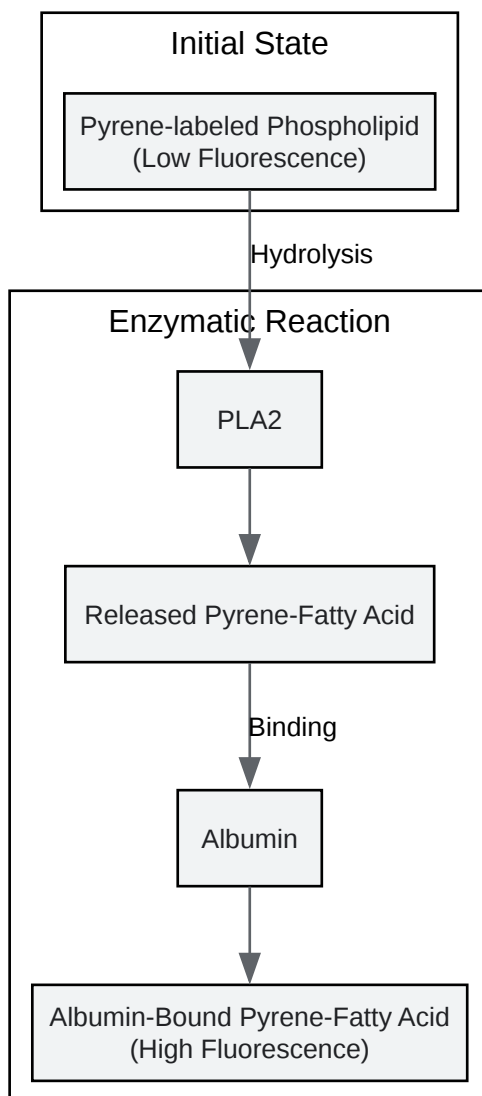 Initial State
Pyrene-labeled Phospholipid
(Low Fluorescence)
Hydrolysis
Enzymatic Reaction
PLA2
Released Pyrene-Fatty Acid
Binding
Albumin
Albumin-Bound Pyrene-Fatty Acid
(High Fluorescence)